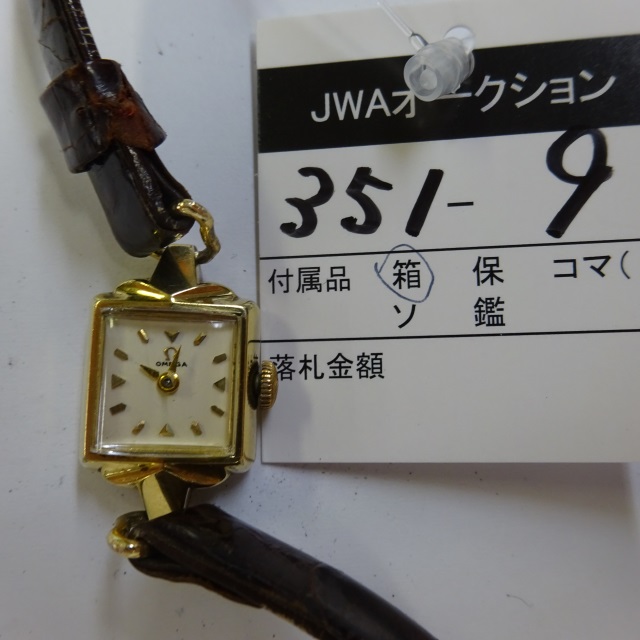 JWAオークション
351-9
付属品 箱 保 コマ(
ソ 鑑
落札金額
OMEGA